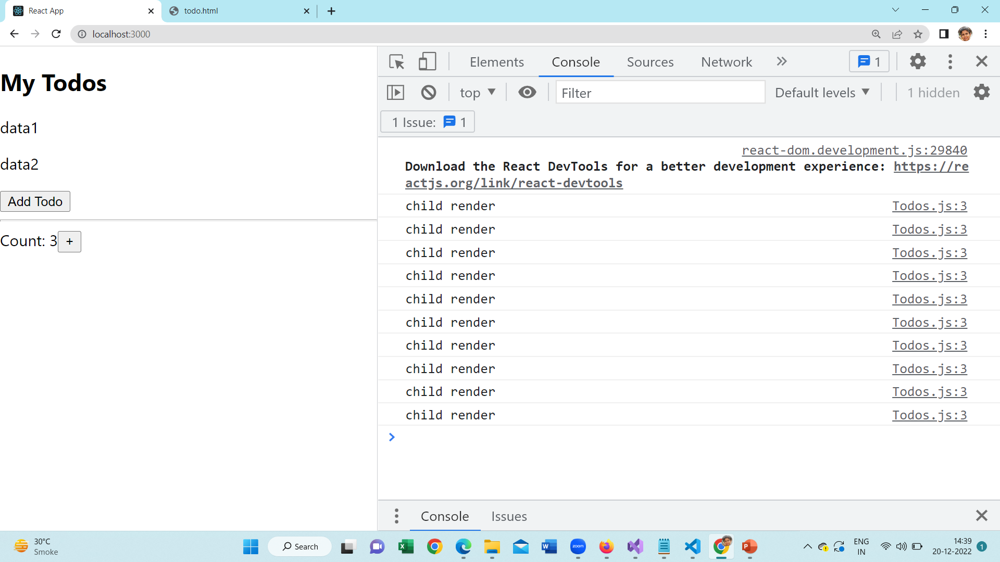 React App
todo.html
localhost:3000
My Todos
data1
data2
Add Todo
Count: 3 +
Elements Console Sources Network 1
top Filter Default levels 1 hidden
1 Issue: 1
react-dom.development.js:29840
Download the React DevTools for a better development experience: https://re
actjs.org/link/react-devtools
child render Todos.js:3
child render Todos.js:3
child render Todos.js:3
child render Todos.js:3
child render Todos.js:3
child render Todos.js:3
child render Todos.js:3
child render Todos.js:3
child render Todos.js:3
child render Todos.js:3
Console Issues
30°C
Smoke
Search
zoom
ENG
IN
14:39
20-12-2022
1